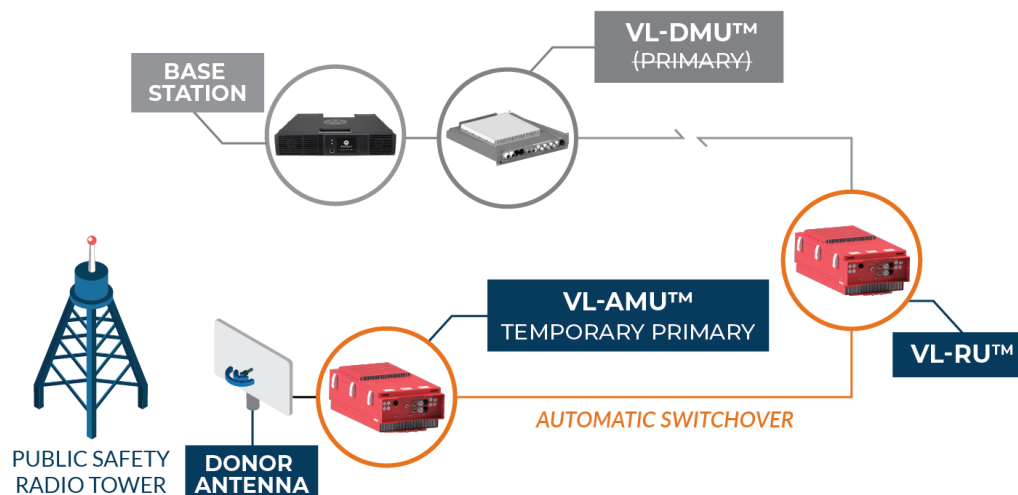 VL-DMU™
(PRIMARY)
BASE
STATION
VL-AMU™
TEMPORARY PRIMARY
VL-RU™
AUTOMATIC SWITCHOVER
PUBLIC SAFETY
RADIO TOWER
DONOR
ANTENNA